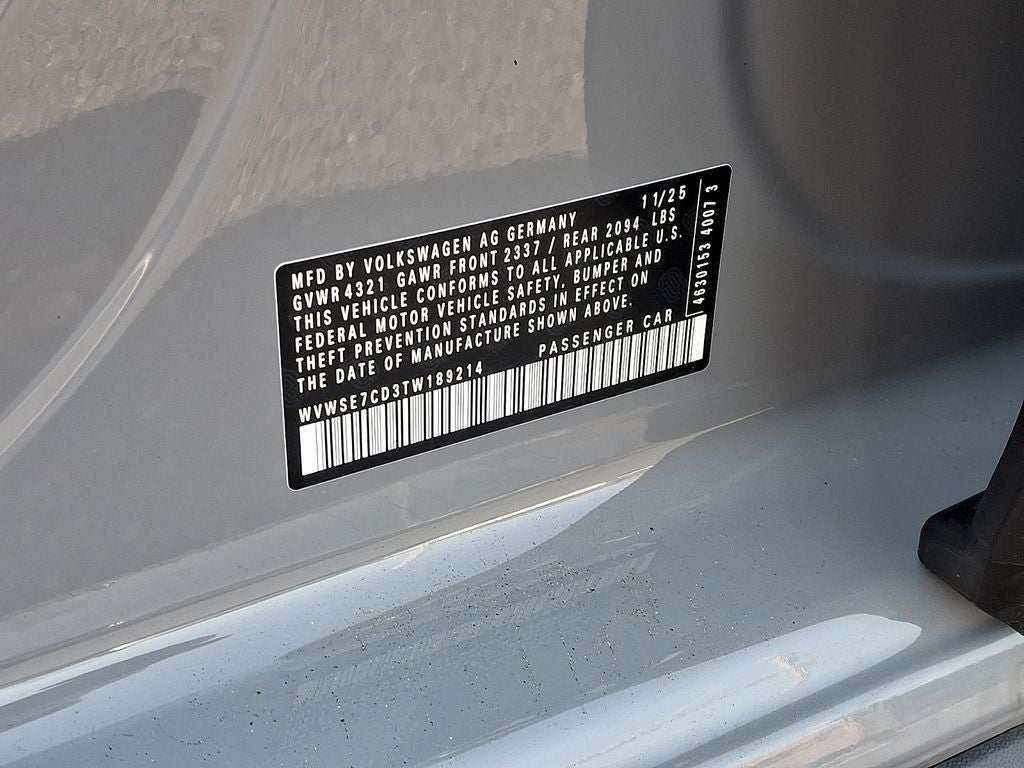 MFD BY VOLKSWAGEN AG GERMANY 11/25
GVWR 4321 GAWR FRONT 2337 / REAR 2094 LBS
THIS VEHICLE CONFORMS TO ALL APPLICABLE U.S.
FEDERAL MOTOR VEHICLE SAFETY, BUMPER AND
THEFT PREVENTION STANDARDS IN EFFECT ON
THE DATE OF MANUFACTURE SHOWN ABOVE.
WVWSE7CD3TW189214 PASSENGER CAR
4630153 4007 3